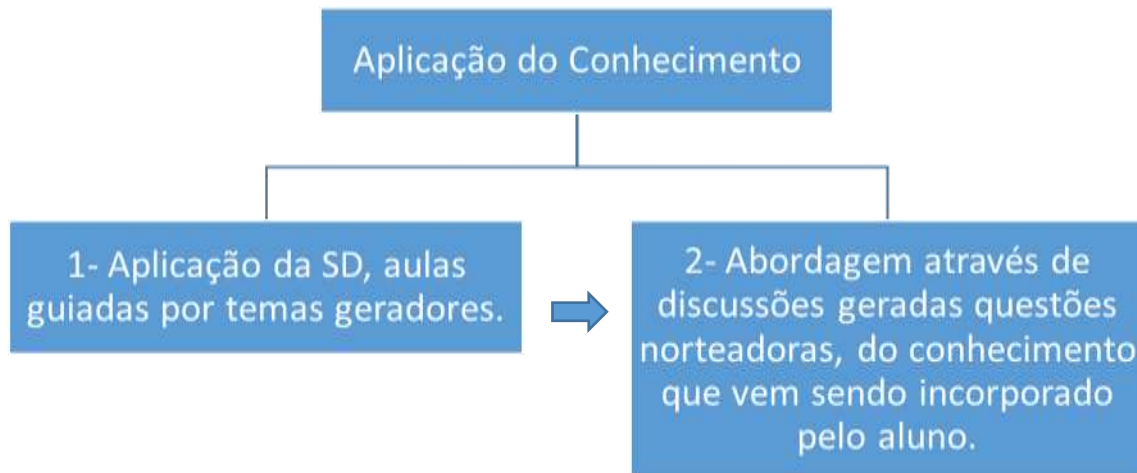 Aplicação do Conhecimento
1- Aplicação da SD, aulas
guiadas por temas geradores.
2- Abordagem através de
discussões geradas questões
norteadoras, do conhecimento
que vem sendo incorporado
pelo aluno.